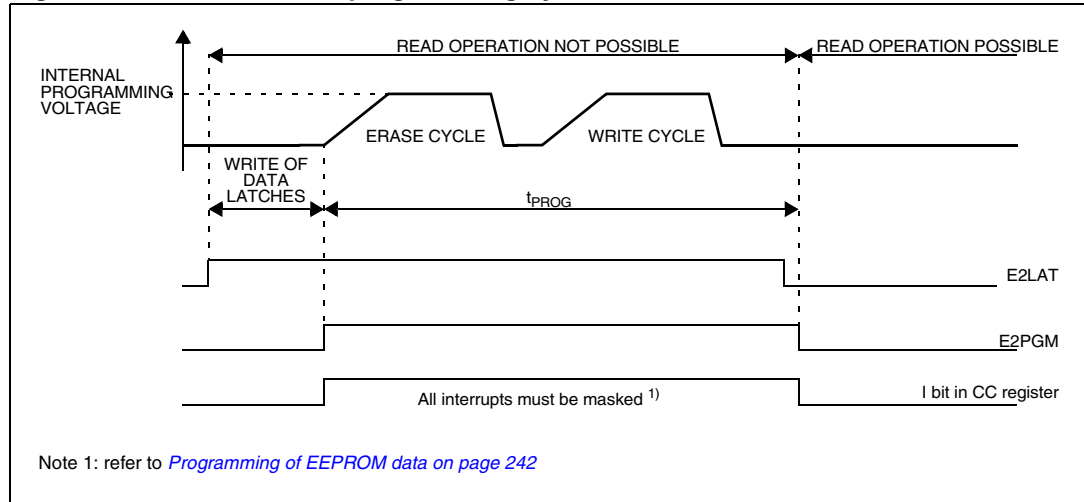 READ OPERATION NOT POSSIBLE
READ OPERATION POSSIBLE
INTERNAL
PROGRAMMING
VOLTAGE
ERASE CYCLE
WRITE CYCLE
WRITE OF
DATA
LATCHES
tPROG
E2LAT
E2PGM
All interrupts must be masked 1)
I bit in CC register
Note 1: refer to Programming of EEPROM data on page 242